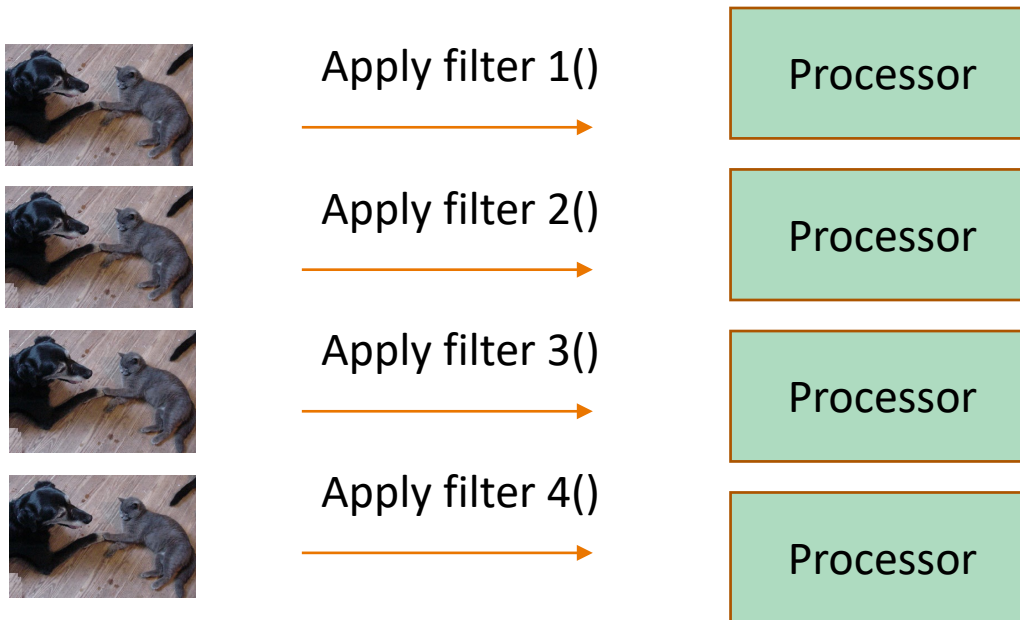 Apply filter 1()
Processor
Apply filter 2()
Processor
Apply filter 3()
Processor
Apply filter 4()
Processor